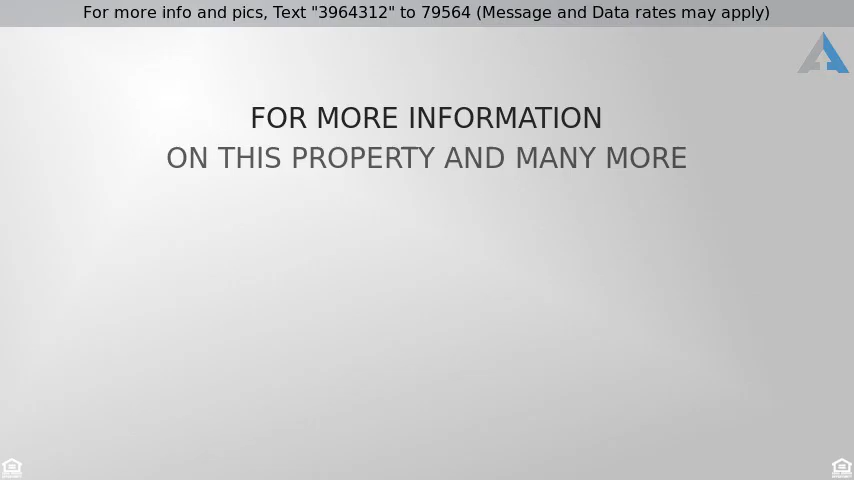 For more info and pics, Text "3964312" to 79564 (Message and Data rates may apply)
FOR MORE INFORMATION
ON THIS PROPERTY AND MANY MORE